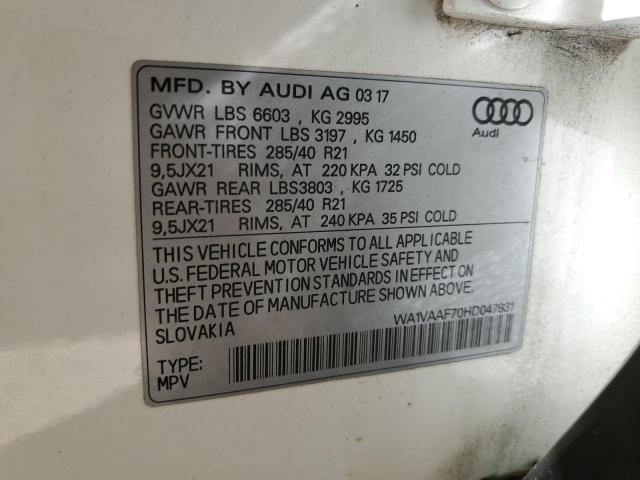 MFD. BY AUDI AG 03 17
GVWR LBS 6603 , KG 2995
GAWR FRONT LBS 3197 , KG 1450
FRONT-TIRES 285/40 R21
9,5JX21 RIMS, AT 220 KPA 32 PSI COLD
GAWR REAR LBS3803 , KG 1725
REAR-TIRES 285/40 R21
9,5JX21 RIMS, AT 240 KPA 35 PSI COLD
Audi
THIS VEHICLE CONFORMS TO ALL APPLICABLE
U.S. FEDERAL MOTOR VEHICLE SAFETY AND
THEFT PREVENTION STANDARDS IN EFFECT ON
THE DATE OF MANUFACTURE SHOWN ABOVE.
SLOVAKIA
WA1VAAF70HD047931
TYPE:
MPV